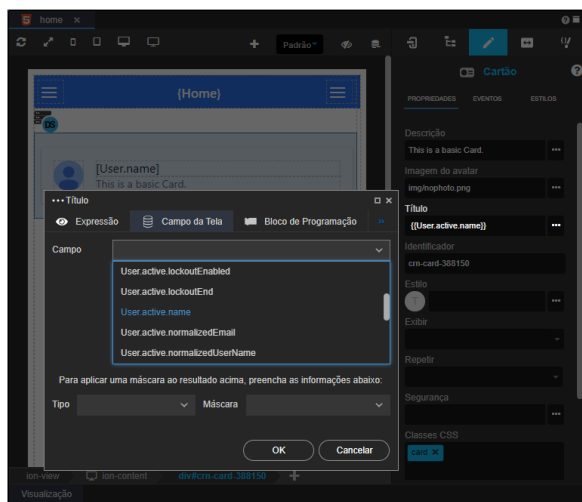 home ×
Padrão
{Home}
Cartão
PROPRIEDADES EVENTOS ESTILOS
DS
[User.name]
This is a basic Card.
Descrição
This is a basic Card.
Imagem do avatar
img/nophoto.png
Título
{{User.active.name}}
Identificador
crn-card-388150
Estilo
T
Exibir
Repetir
Segurança
Classes CSS
card ×
••• Título
Expressão Campo da Tela Bloco de Programação »
Campo
User.active.lockoutEnabled
User.active.lockoutEnd
User.active.name
User.active.normalizedEmail
User.active.normalizedUserName
Para aplicar uma máscara ao resultado acima, preencha as informações abaixo:
Tipo Máscara
OK Cancelar
ion-view ion-content div#crn-card-388150
Visualização